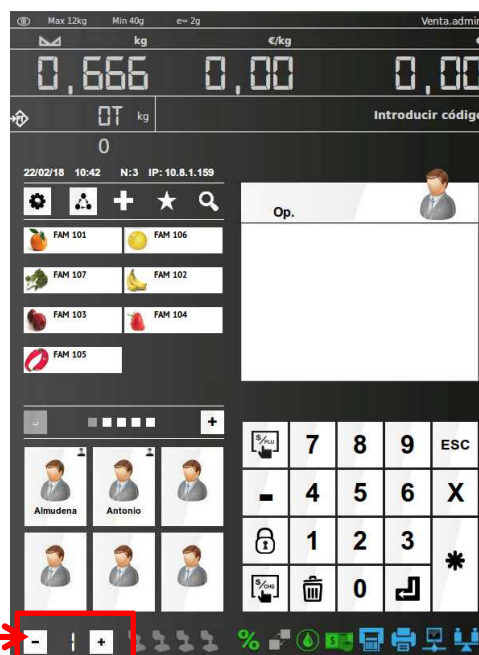 Max 12kg Min 40g e= 2g Venta.admin
kg €/kg €
0,666 0,00 0,00
0T kg Introducir código
0
22/02/18 10:42 N:3 IP: 10.8.1.159
Op.
FAM 101 FAM 106
FAM 107 FAM 102
FAM 103 FAM 104
FAM 105
+
$/PLU 7 8 9 ESC
- 4 5 6 X
Almudena Antonio
1 2 3 *
$/CHG 0
- +
%